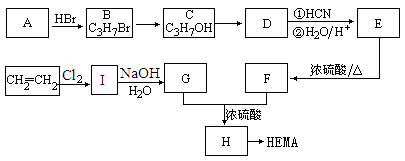 A HBr B C₃H₇Br C C₃H₇OH D ①HCN ②H₂O/H⁺ E
浓硫酸/△
CH₂=CH₂ Cl₂ I NaOH H₂O G F
浓硫酸
H HEMA